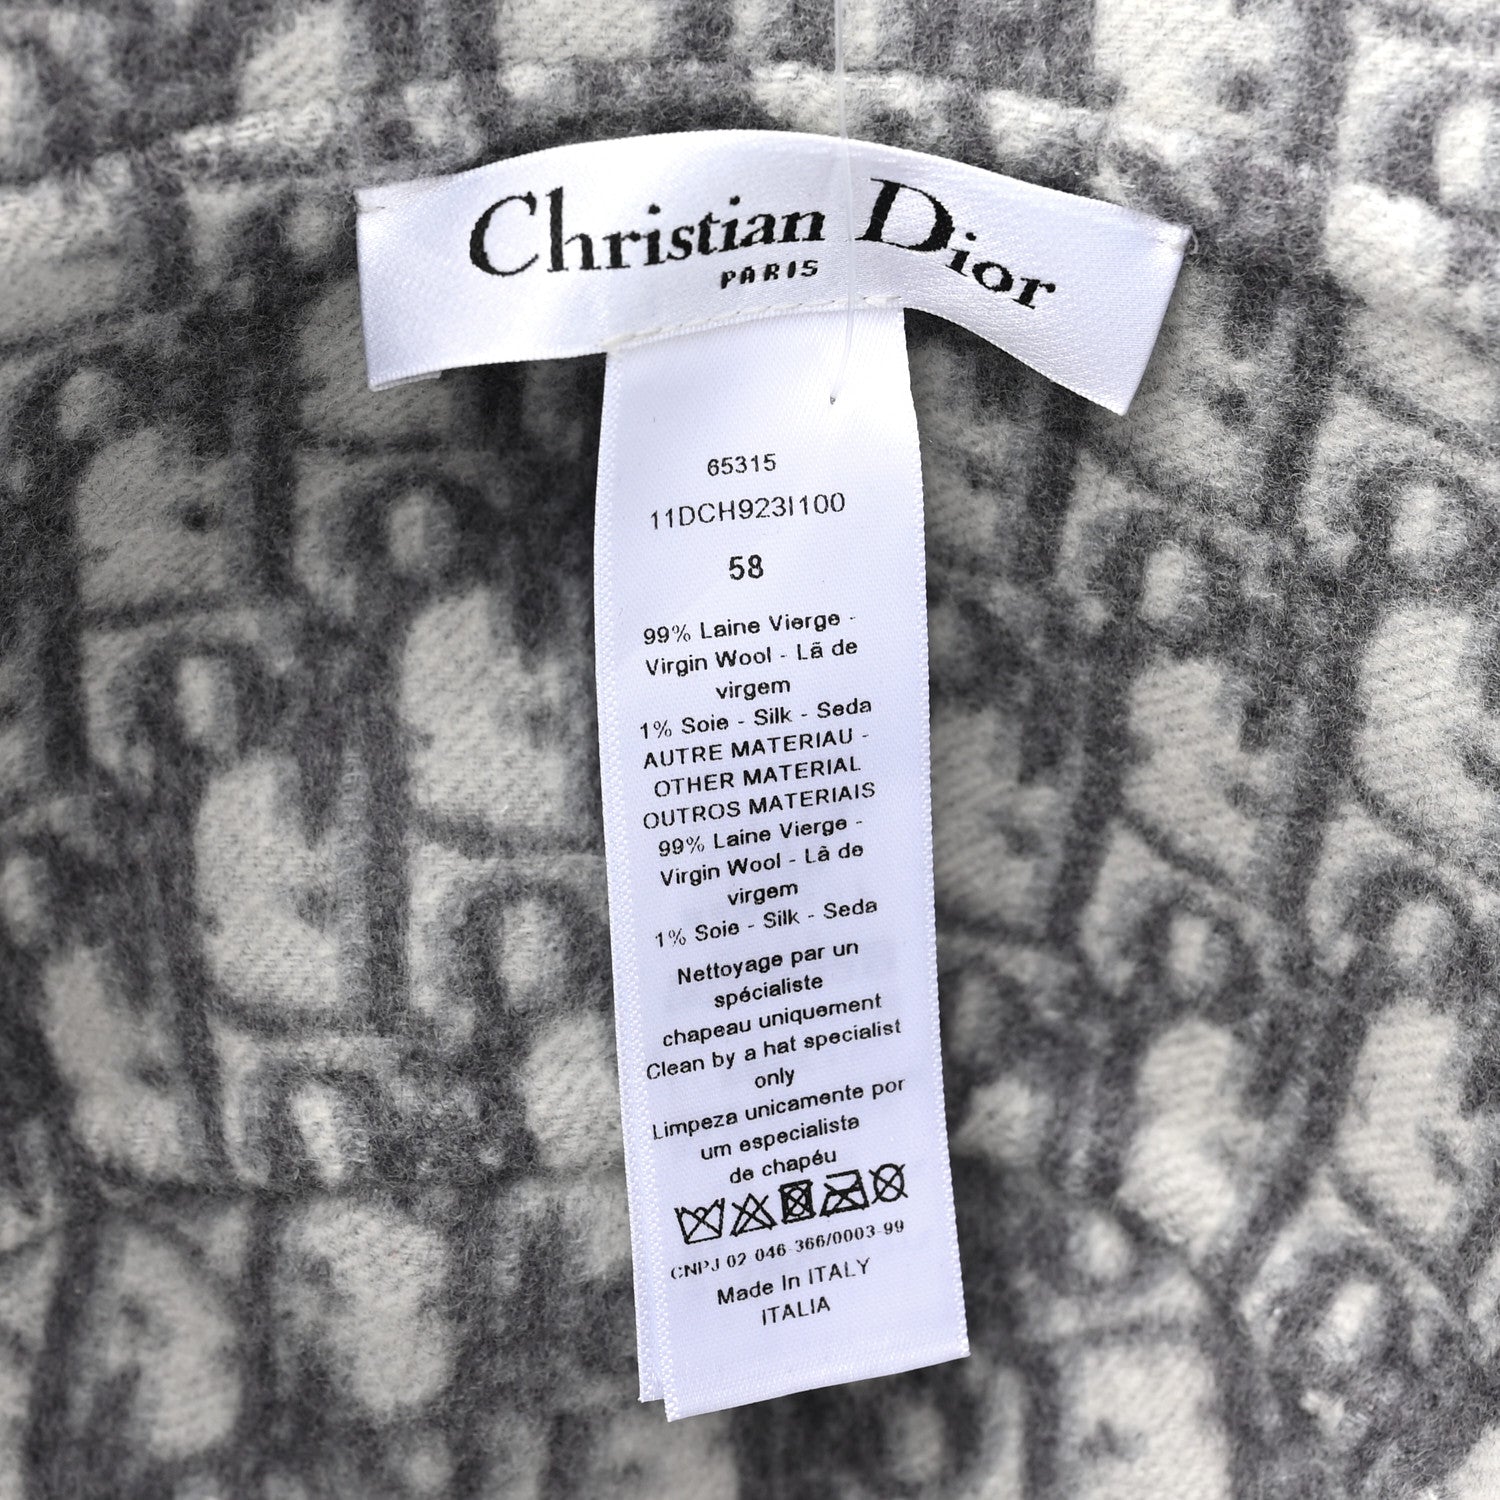 Christian Dior
PARIS
65315
11DCH923I100
58
99% Laine Vierge -
Virgin Wool - Lã de
virgem
1% Soie - Silk - Seda
AUTRE MATERIAU -
OTHER MATERIAL
OUTROS MATERIAIS
99% Laine Vierge -
Virgin Wool - Lã de
virgem
1% Soie - Silk - Seda
Nettoyage par un
spécialiste
chapeau uniquement
Clean by a hat specialist
only
Limpeza unicamente por
um especialista
de chapéu
CNPJ 02 046 366/0003-99
Made In ITALY
ITALIA